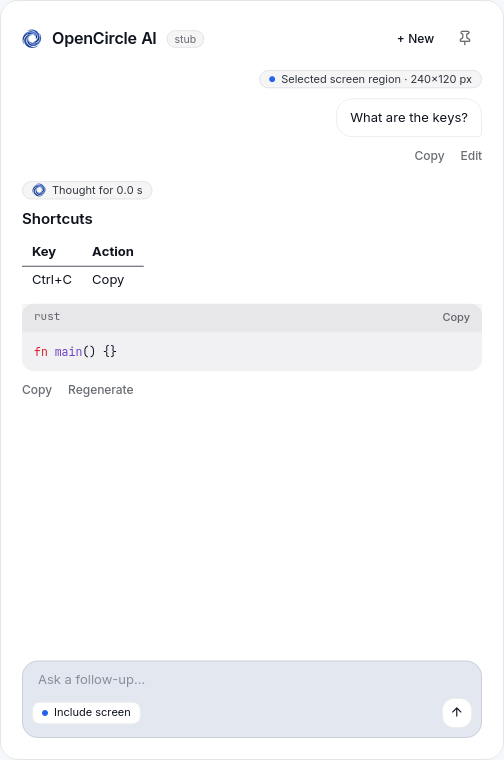 OpenCircle AI stub + New
Selected screen region · 240×120 px
What are the keys?
Copy Edit
Thought for 0.0 s
Shortcuts
Key Action
Ctrl+C Copy
rust Copy
fn main() {}
Copy Regenerate
Ask a follow-up...
Include screen